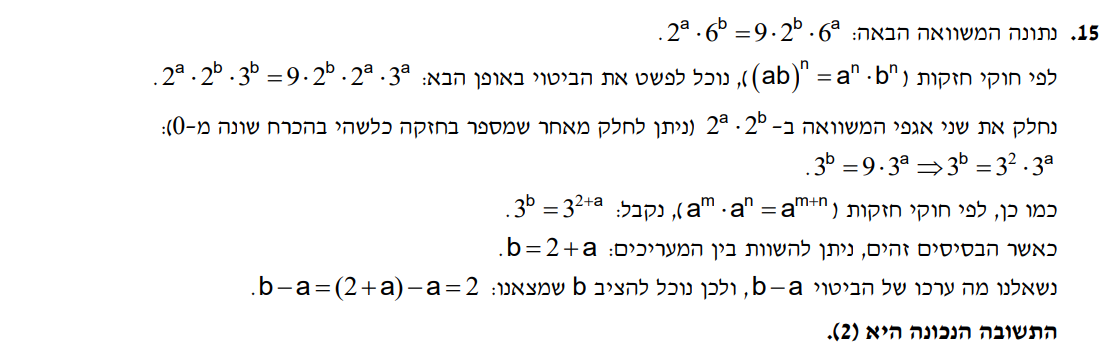 15. נתונה המשוואה הבאה: 2ᵃ · 6ᵇ = 9 · 2ᵇ · 6ᵃ.
לפי חוקי חזקות ((ab)ⁿ = aⁿ · bⁿ), נוכל לפשט את הביטוי באופן הבא: 2ᵃ · 2ᵇ · 3ᵇ = 9 · 2ᵇ · 2ᵃ · 3ᵃ.
נחלק את שני אגפי המשוואה ב- 2ᵃ · 2ᵇ (ניתן לחלק מאחר שמספר בחזקה כלשהי בהכרח שונה מ-0):
3ᵇ = 9 · 3ᵃ ⇒ 3ᵇ = 3² · 3ᵃ.
כמו כן, לפי חוקי חזקות (aᵐ · aⁿ = aᵐ⁺ⁿ), נקבל: 3ᵇ = 3²⁺ᵃ.
כאשר הבסיסים זהים, ניתן להשוות בין המעריכים: b = 2 + a.
נשאלנו מה ערכו של הביטוי b − a, ולכן נוכל להציב b שמצאנו: b − a = (2 + a) − a = 2.
התשובה הנכונה היא (2).